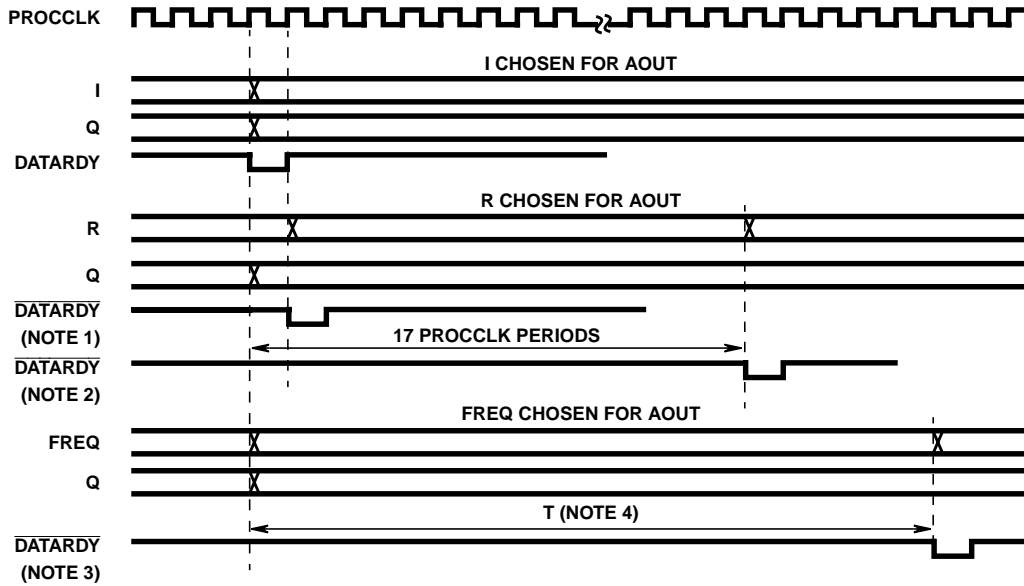 PROCCLK
I CHOSEN FOR AOUT
I
Q
DATARDY
R CHOSEN FOR AOUT
R
Q
DATARDY
(NOTE 1)
17 PROCCLK PERIODS
DATARDY
(NOTE 2)
FREQ CHOSEN FOR AOUT
FREQ
Q
T (NOTE 4)
DATARDY
(NOTE 3)